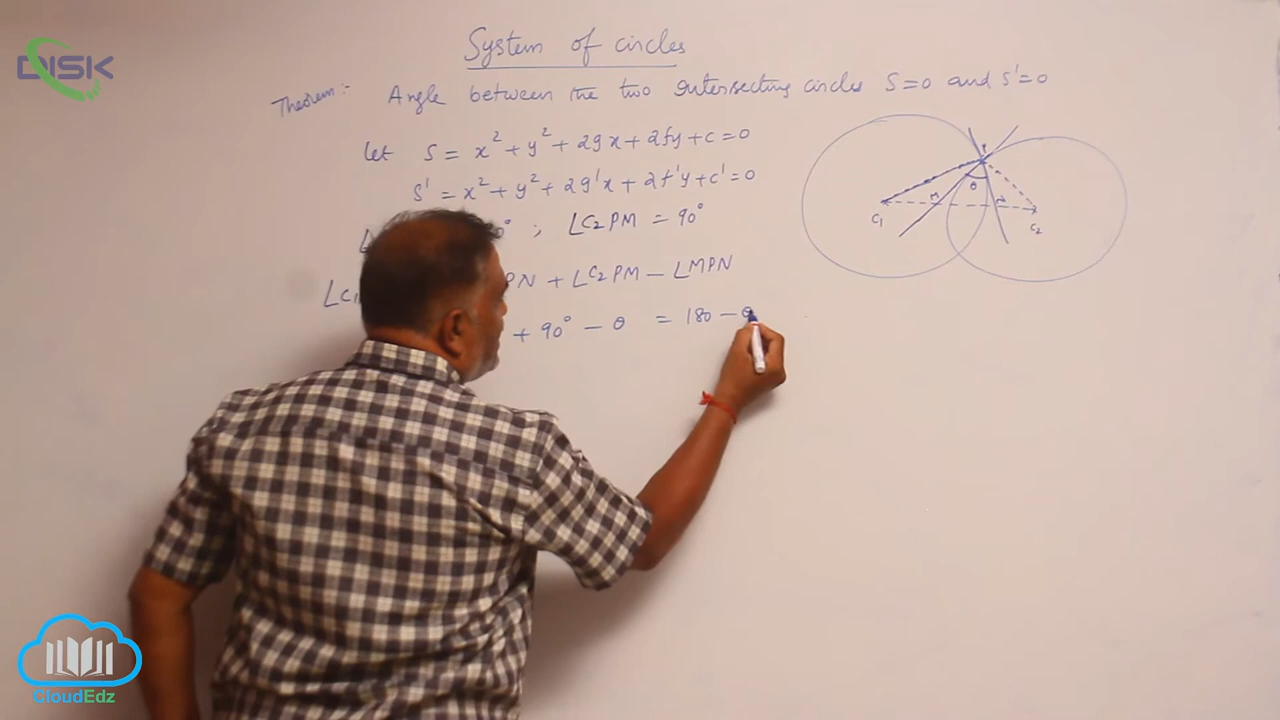 DISK
System of circles
Theorem:- Angle between the two intersecting circles S=0 and S'=0
let S = x² + y² + 2gx + 2fy + c = 0
S' = x² + y² + 2g'x + 2f'y + c' = 0
° ; ∠C₂PM = 90°
∠C₁ PN + ∠C₂PM - ∠MPN
+ 90° - θ = 180 - θ
P
θ
M N
C₁ C₂
CloudEdz